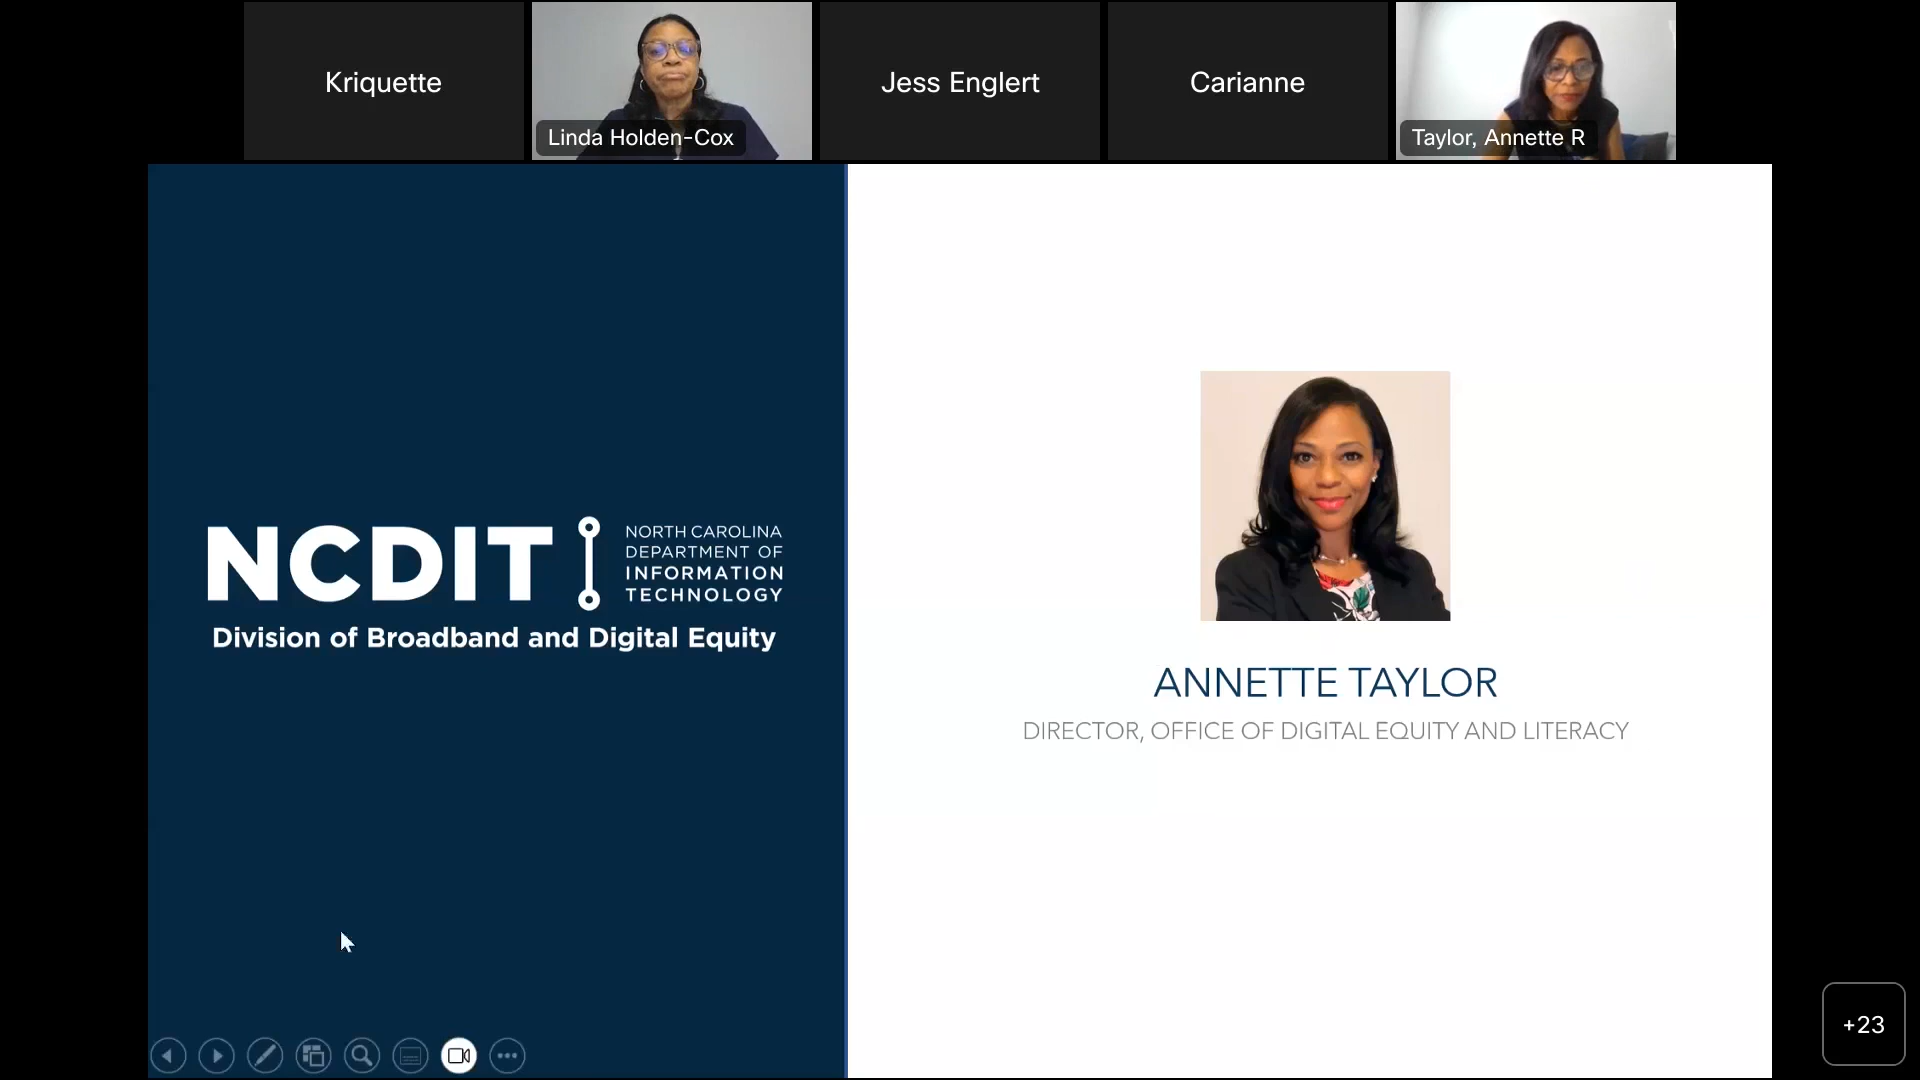 Kriquette
Linda Holden-Cox
Jess Englert
Carianne
Taylor, Annette R
NCDIT
NORTH CAROLINA
DEPARTMENT OF
INFORMATION
TECHNOLOGY
Division of Broadband and Digital Equity
ANNETTE TAYLOR
DIRECTOR, OFFICE OF DIGITAL EQUITY AND LITERACY
+23